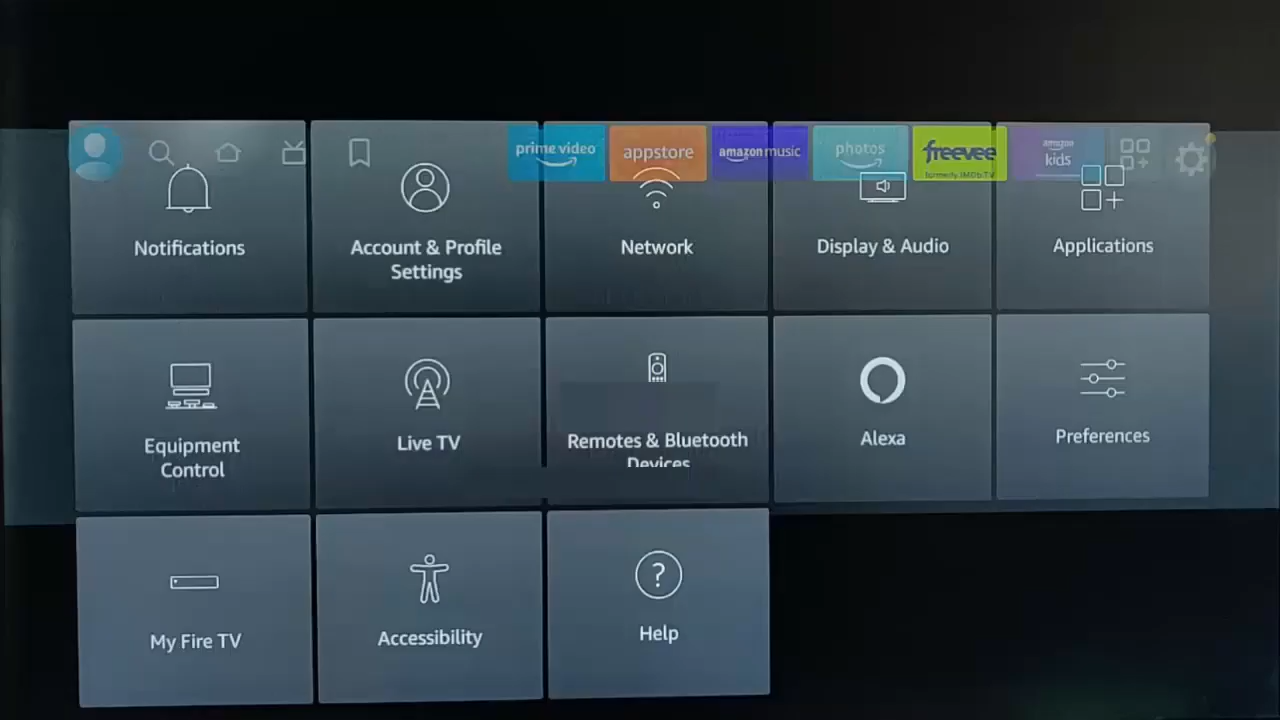 prime video
appstore
amazon music
photos
freevee
formerly IMDb TV
amazon
kids
Notifications
Account & Profile
Settings
Network
Display & Audio
Applications
Equipment
Control
Live TV
Remotes & Bluetooth
Devices
Alexa
Preferences
My Fire TV
Accessibility
?
Help